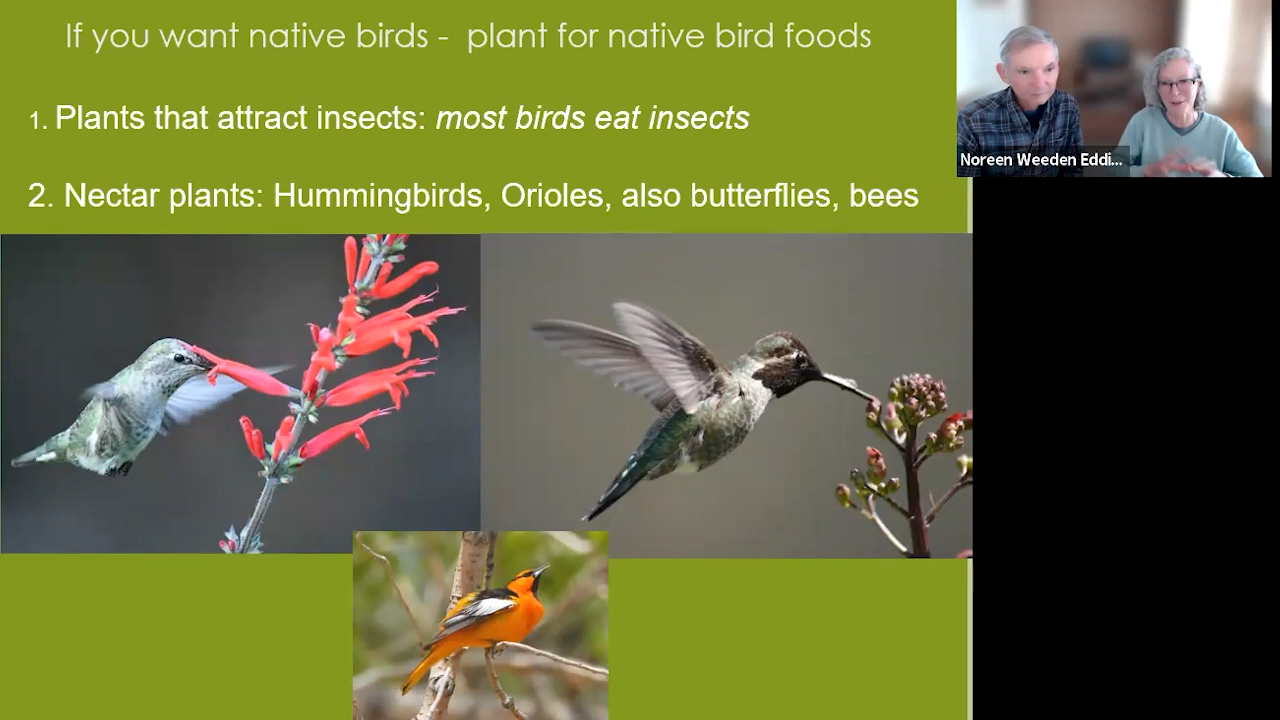 If you want native birds - plant for native bird foods
1. Plants that attract insects: most birds eat insects
2. Nectar plants: Hummingbirds, Orioles, also butterflies, bees
Noreen Weeden Eddi...